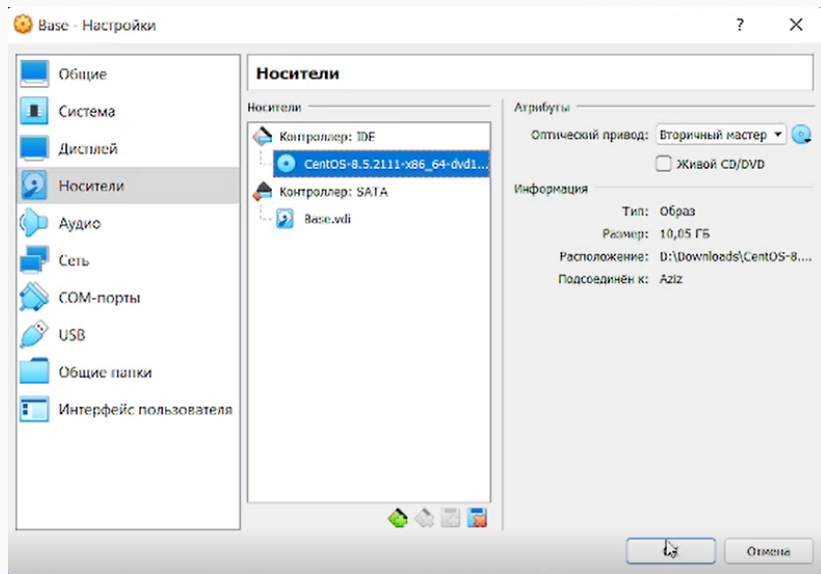 Base - Настройки
?
Общие
Система
Дисплей
Носители
Аудио
Сеть
COM-порты
USB
Общие папки
Интерфейс пользователя
Носители
Носители
Контроллер: IDE
CentOS-8.5.2111-x86_64-dvd1...
Контроллер: SATA
Base.vdi
Атрибуты
Оптический привод: Вторичный мастер
Живой CD/DVD
Информация
Тип: Образ
Размер: 10,05 ГБ
Расположение: D:\Downloads\CentOS-8....
Подсоединён к: Aziz
Отмена